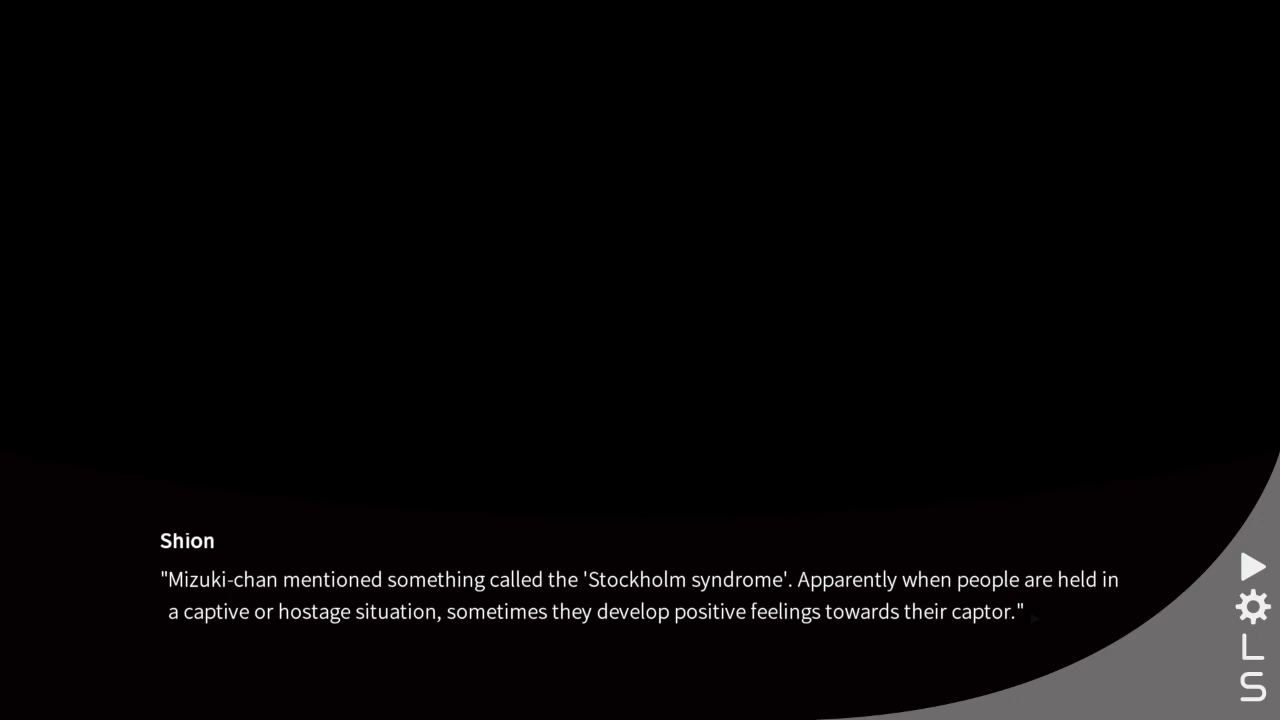 Shion
"Mizuki-chan mentioned something called the 'Stockholm syndrome'. Apparently when people are held in
a captive or hostage situation, sometimes they develop positive feelings towards their captor."
L
S